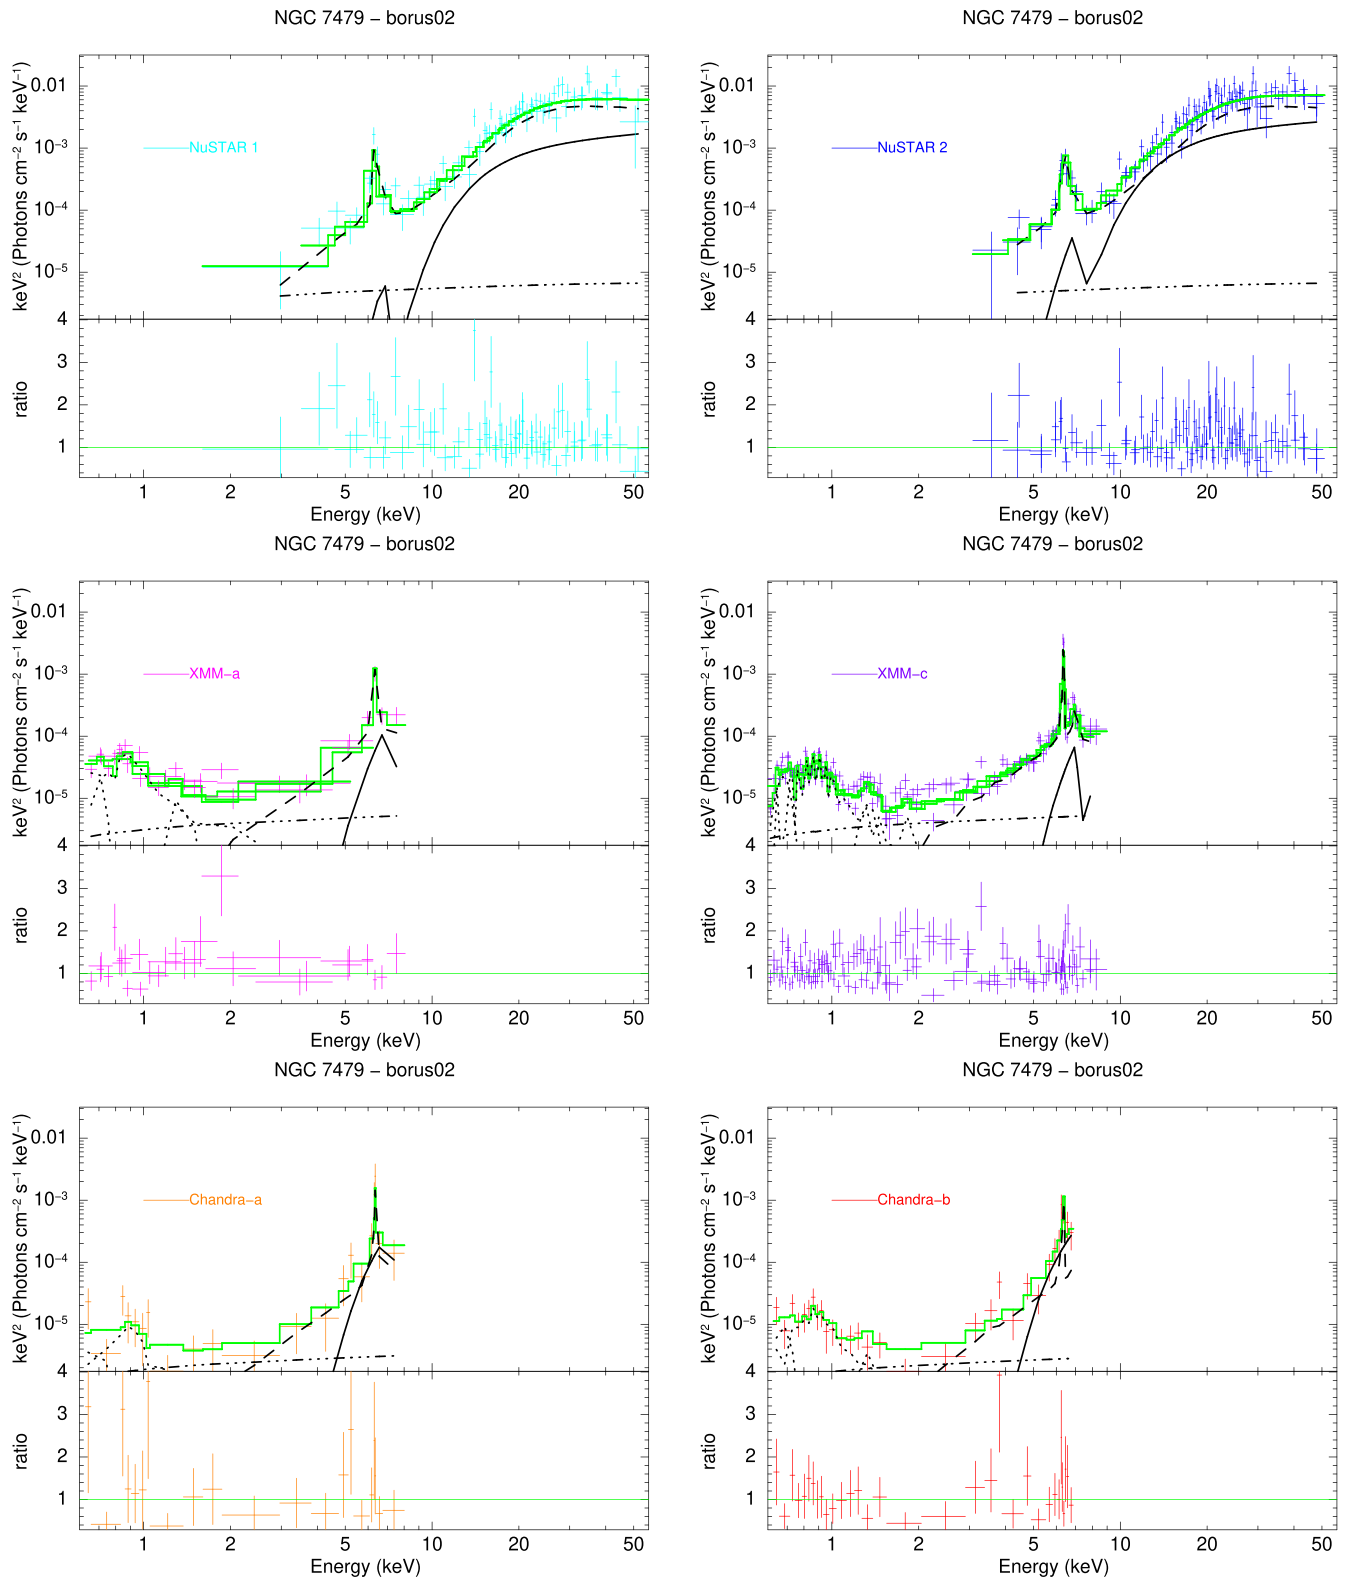 NGC 7479 – borus02
keV² (Photons cm⁻² s⁻¹ keV⁻¹)
0.01
10⁻³
10⁻⁴
10⁻⁵
NuSTAR 1
ratio
4
3
2
1
1 2 5 10 20 50
Energy (keV)
NGC 7479 – borus02
keV² (Photons cm⁻² s⁻¹ keV⁻¹)
0.01
10⁻³
10⁻⁴
10⁻⁵
NuSTAR 2
ratio
4
3
2
1
1 2 5 10 20 50
Energy (keV)
NGC 7479 – borus02
keV² (Photons cm⁻² s⁻¹ keV⁻¹)
0.01
10⁻³
10⁻⁴
10⁻⁵
XMM–a
ratio
4
3
2
1
1 2 5 10 20 50
Energy (keV)
NGC 7479 – borus02
keV² (Photons cm⁻² s⁻¹ keV⁻¹)
0.01
10⁻³
10⁻⁴
10⁻⁵
XMM–c
ratio
4
3
2
1
1 2 5 10 20 50
Energy (keV)
NGC 7479 – borus02
keV² (Photons cm⁻² s⁻¹ keV⁻¹)
0.01
10⁻³
10⁻⁴
10⁻⁵
Chandra–a
ratio
4
3
2
1
1 2 5 10 20 50
Energy (keV)
NGC 7479 – borus02
keV² (Photons cm⁻² s⁻¹ keV⁻¹)
0.01
10⁻³
10⁻⁴
10⁻⁵
Chandra–b
ratio
4
3
2
1
1 2 5 10 20 50
Energy (keV)